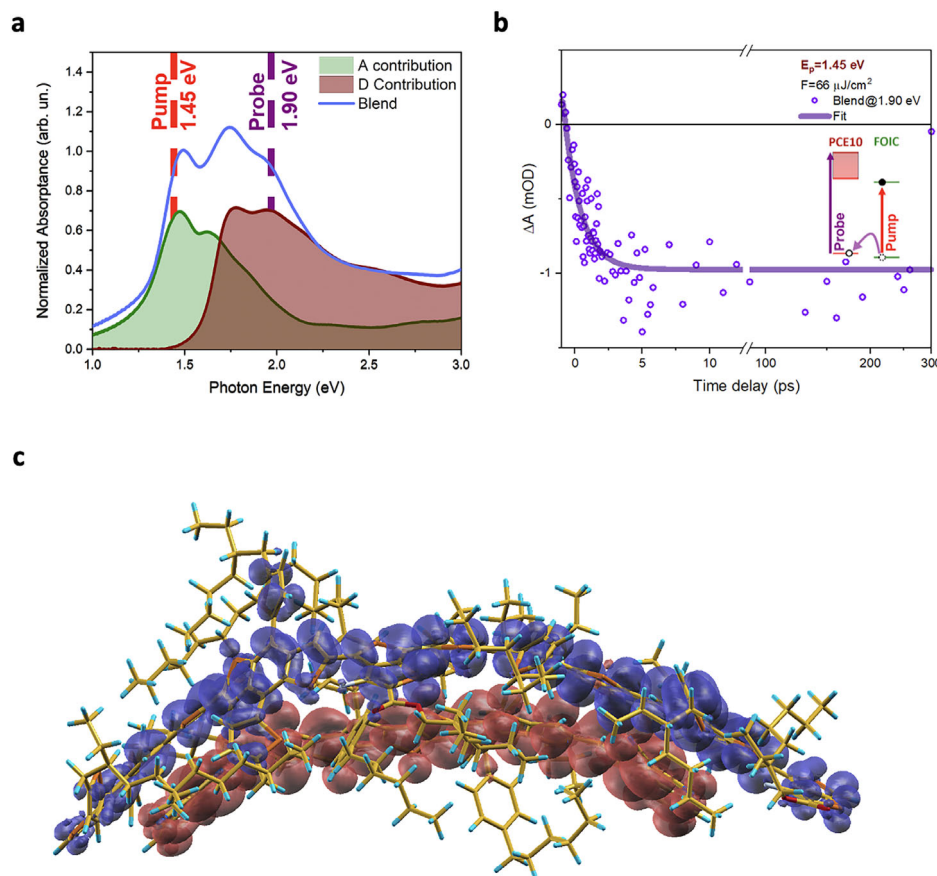 a
Normalized Absorptance (arb. un.)
1.4
1.2
1.0
0.8
0.6
0.4
0.2
0.0
Pump
1.45 eV
Probe
1.90 eV
A contribution
D Contribution
Blend
1.0
1.5
2.0
2.5
3.0
Photon Energy (eV)
b
ΔA (mOD)
0
-1
Eₚ=1.45 eV
F=66 μJ/cm²
Blend@1.90 eV
Fit
PCE10
FOIC
Probe
Pump
0
5
10
100
200
300
Time delay (ps)
c